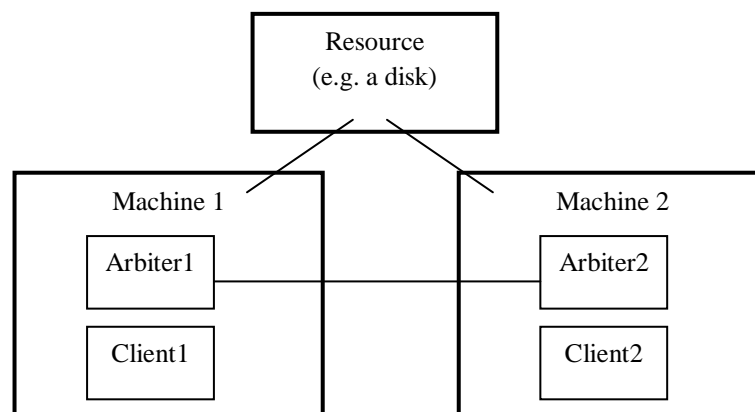 Resource
(e.g. a disk)
Machine 1
Machine 2
Arbiter1
Arbiter2
Client1
Client2